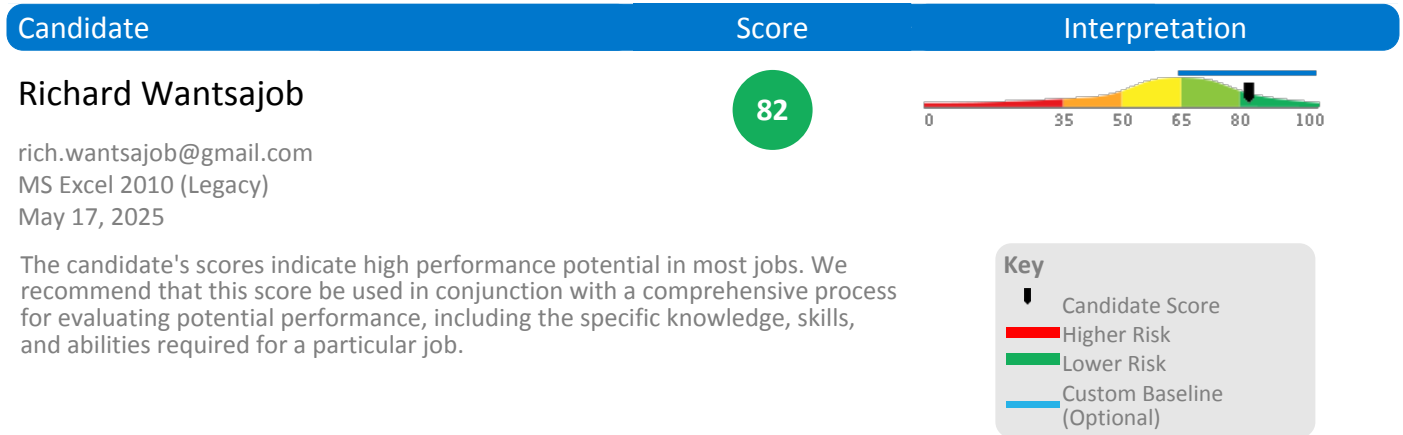 Candidate Score Interpretation
Richard Wantsajob
82
0 35 50 65 80 100
rich.wantsajob@gmail.com
MS Excel 2010 (Legacy)
May 17, 2025
The candidate's scores indicate high performance potential in most jobs. We
recommend that this score be used in conjunction with a comprehensive process
for evaluating potential performance, including the specific knowledge, skills,
and abilities required for a particular job.
Key
Candidate Score
Higher Risk
Lower Risk
Custom Baseline
(Optional)